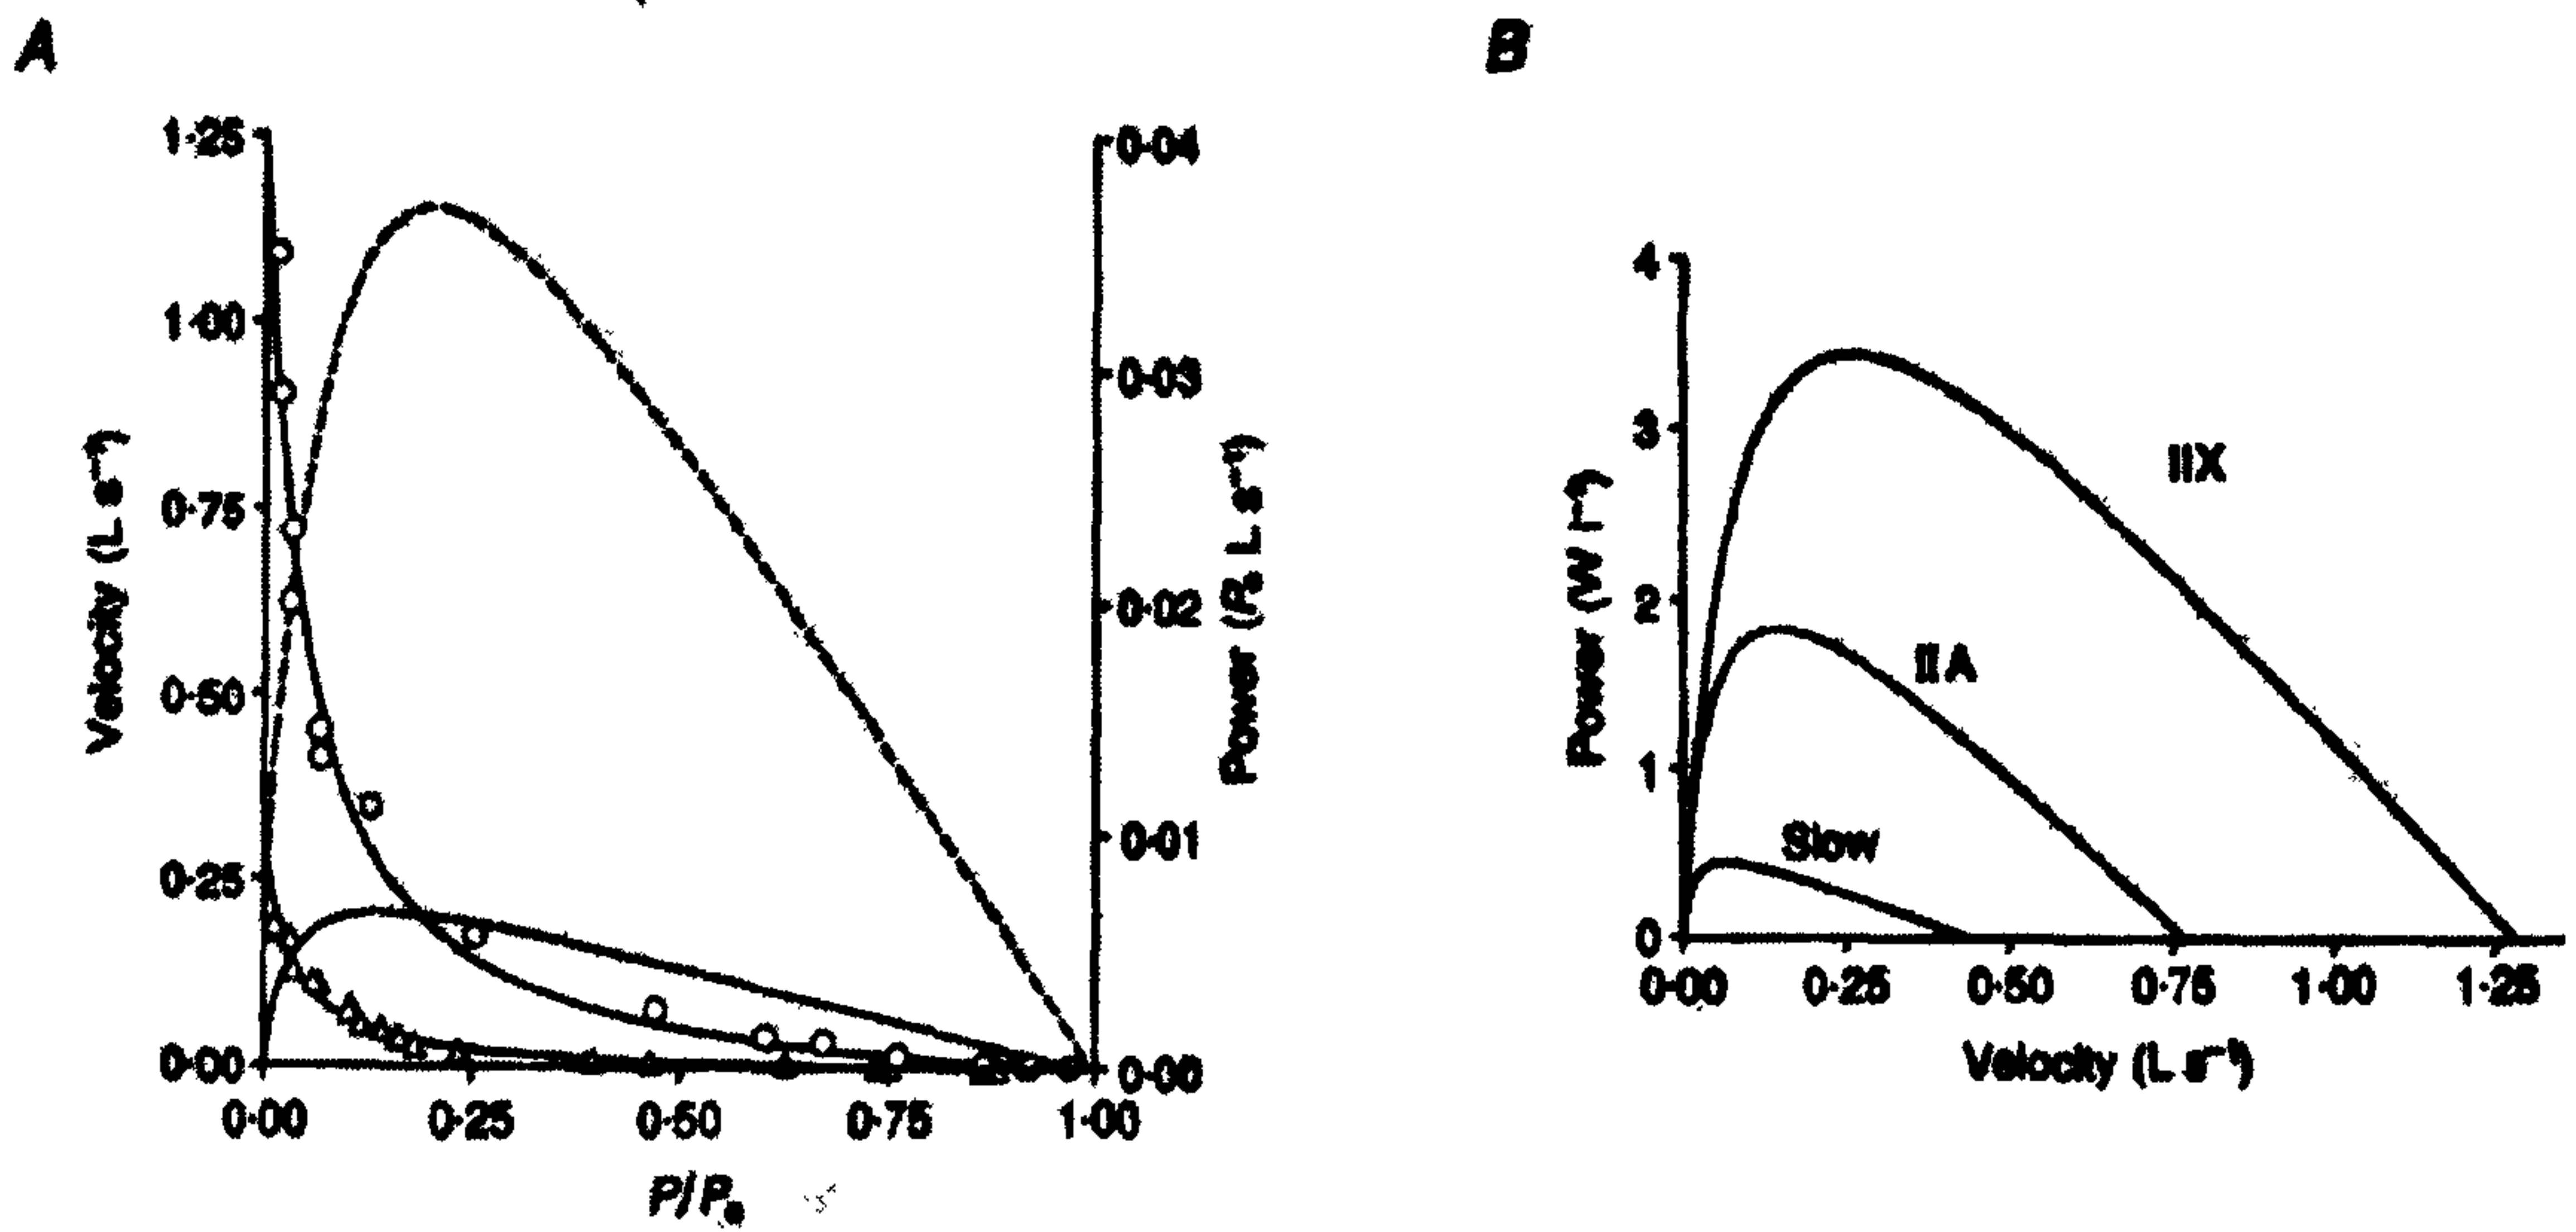 A
B
1·25
1·00
0·75
0·50
0·25
0·00
Velocity (L s⁻¹)
0·04
0·03
0·02
0·01
0·00
Power (Pₒ L s⁻¹)
0·00 0·25 0·50 0·75 1·00
P/Pₒ
4
3
2
1
0
Power (W l⁻¹)
IIX
IIA
Slow
0·00 0·25 0·50 0·75 1·00 1·25
Velocity (L s⁻¹)